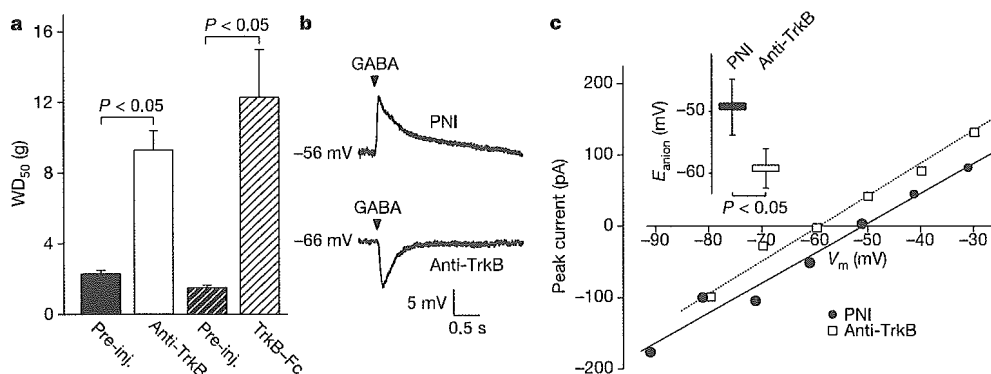 a
WD50 (g)
16
12
8
4
0
P < 0.05
P < 0.05
Pre-inj.
Anti-TrkB
Pre-inj.
TrkB–Fc
b
GABA
PNI
–56 mV
GABA
–66 mV
Anti-TrkB
5 mV
0.5 s
c
Peak current (pA)
200
100
0
–100
–200
–90
–80
–70
–60
–50
–40
–30
Vm (mV)
PNI
Anti-TrkB
Eanion (mV)
–50
–60
P < 0.05
PNI
Anti-TrkB